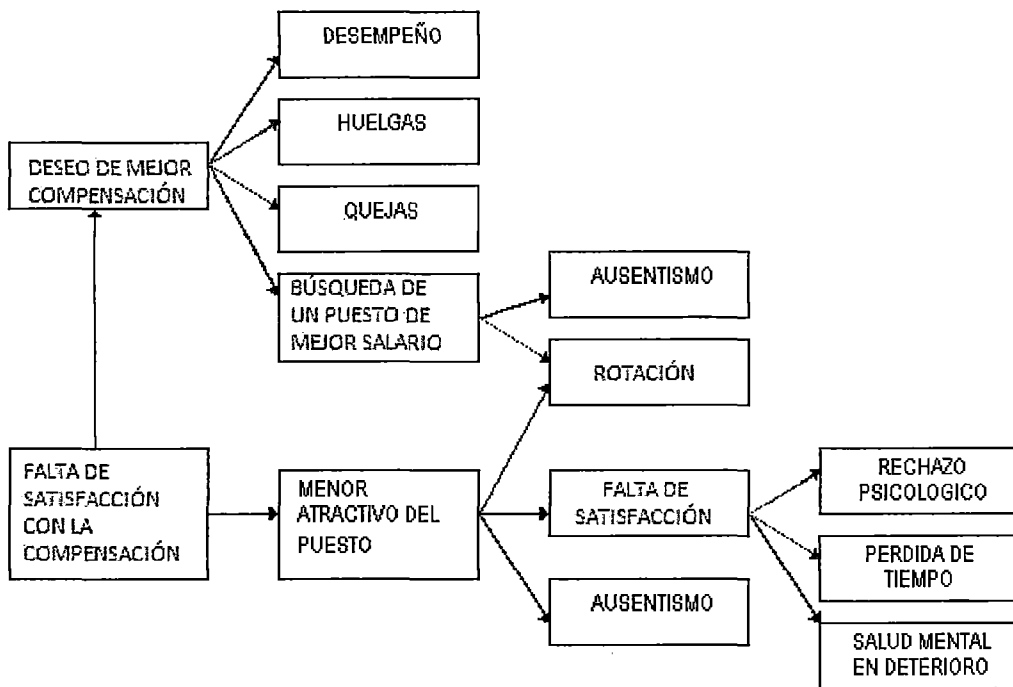 DESEMPEÑO
HUELGAS
DESEO DE MEJOR
COMPENSACIÓN
QUEJAS
BÚSQUEDA DE
UN PUESTO DE
MEJOR SALARIO
AUSENTISMO
ROTACIÓN
FALTA DE
SATISFACCIÓN
CON LA
COMPENSACIÓN
MENOR
ATRACTIVO DEL
PUESTO
FALTA DE
SATISFACCIÓN
AUSENTISMO
RECHAZO
PSICOLOGICO
PERDIDA DE
TIEMPO
SALUD MENTAL
EN DETERIORO